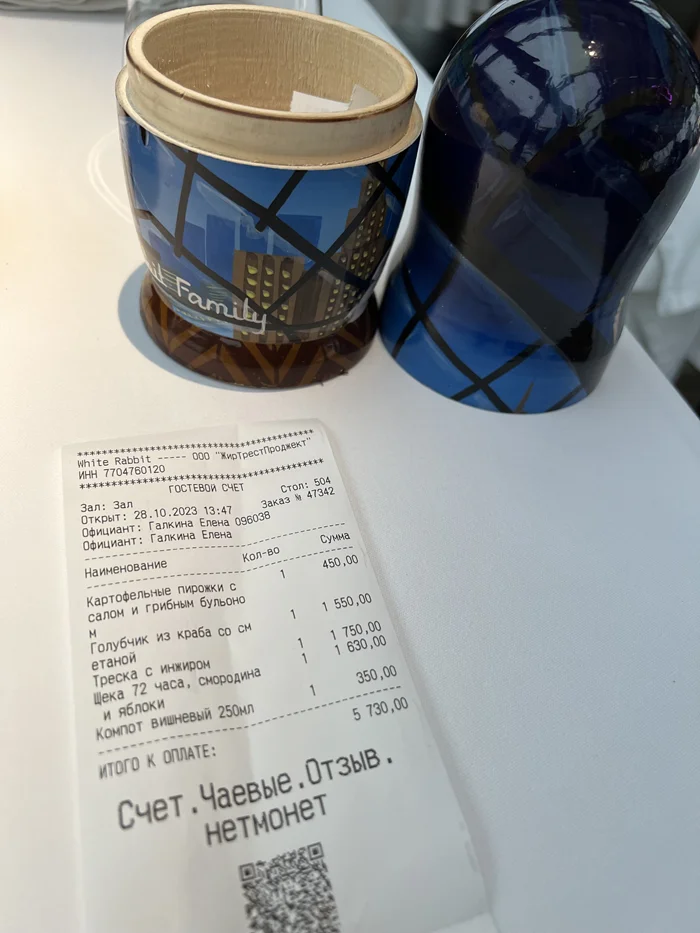 Family
****************************************
White Rabbit ----- ООО "ЖирТрестПроджект"
ИНН 7704760120
****************************************
ГОСТЕВОЙ СЧЕТ
Зал: Зал Стол: 504
Открыт: 28.10.2023 13:47 Заказ № 47342
Официант: Галкина Елена 096038
Официант: Галкина Елена
Наименование Кол-во Сумма
Картофельные пирожки с 1 450,00
салом и грибным бульоно
м
Голубчик из краба со см 1 1 550,00
етаной
Треска с инжиром 1 1 750,00
Щека 72 часа, смородина 1 1 630,00
и яблоки
Компот вишневый 250мл 1 350,00
ИТОГО К ОПЛАТЕ: 5 730,00
Счет.Чаевые.Отзыв.
нетмонет